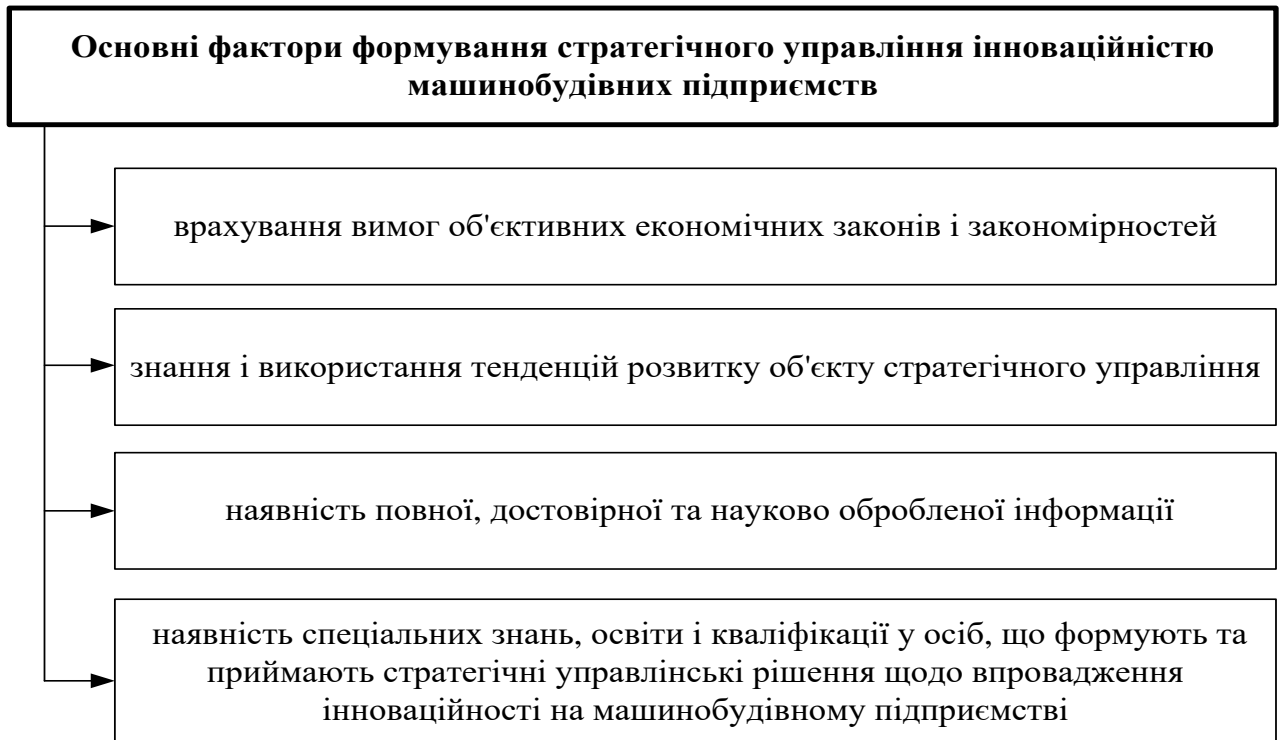 Основні фактори формування стратегічного управління інноваційністю
машинобудівних підприємств
врахування вимог об'єктивних економічних законів і закономірностей
знання і використання тенденцій розвитку об'єкту стратегічного управління
наявність повної, достовірної та науково обробленої інформації
наявність спеціальних знань, освіти і кваліфікації у осіб, що формують та
приймають стратегічні управлінські рішення щодо впровадження
інноваційності на машинобудівному підприємстві